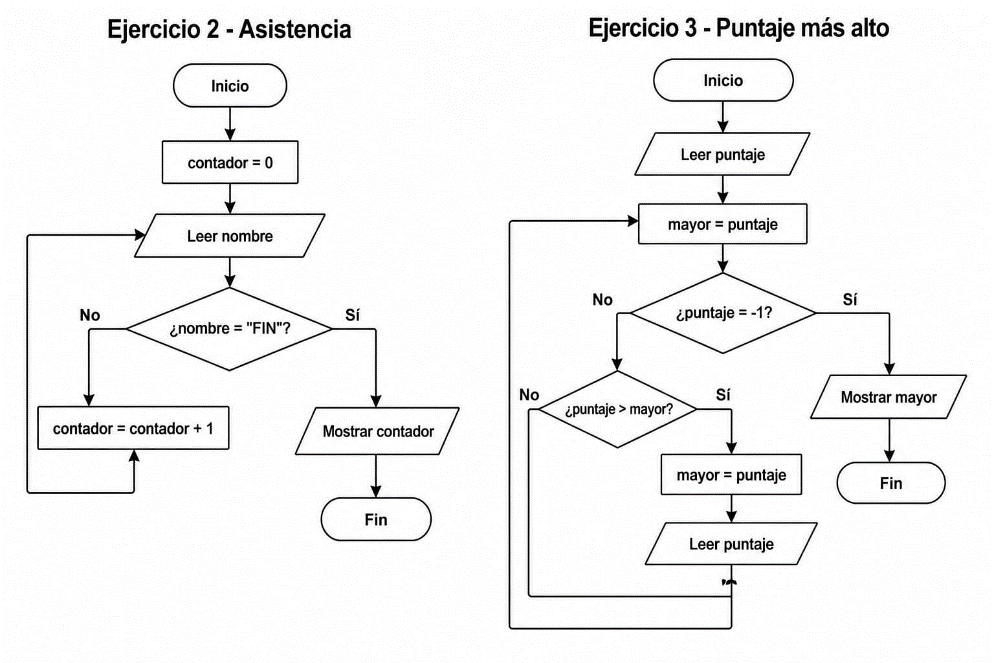 Ejercicio 2 - Asistencia
Inicio
contador = 0
Leer nombre
¿nombre = "FIN"?
No
Sí
contador = contador + 1
Mostrar contador
Fin
Ejercicio 3 - Puntaje más alto
Inicio
Leer puntaje
mayor = puntaje
¿puntaje = -1?
No
Sí
¿puntaje > mayor?
No
Sí
mayor = puntaje
Leer puntaje
Mostrar mayor
Fin